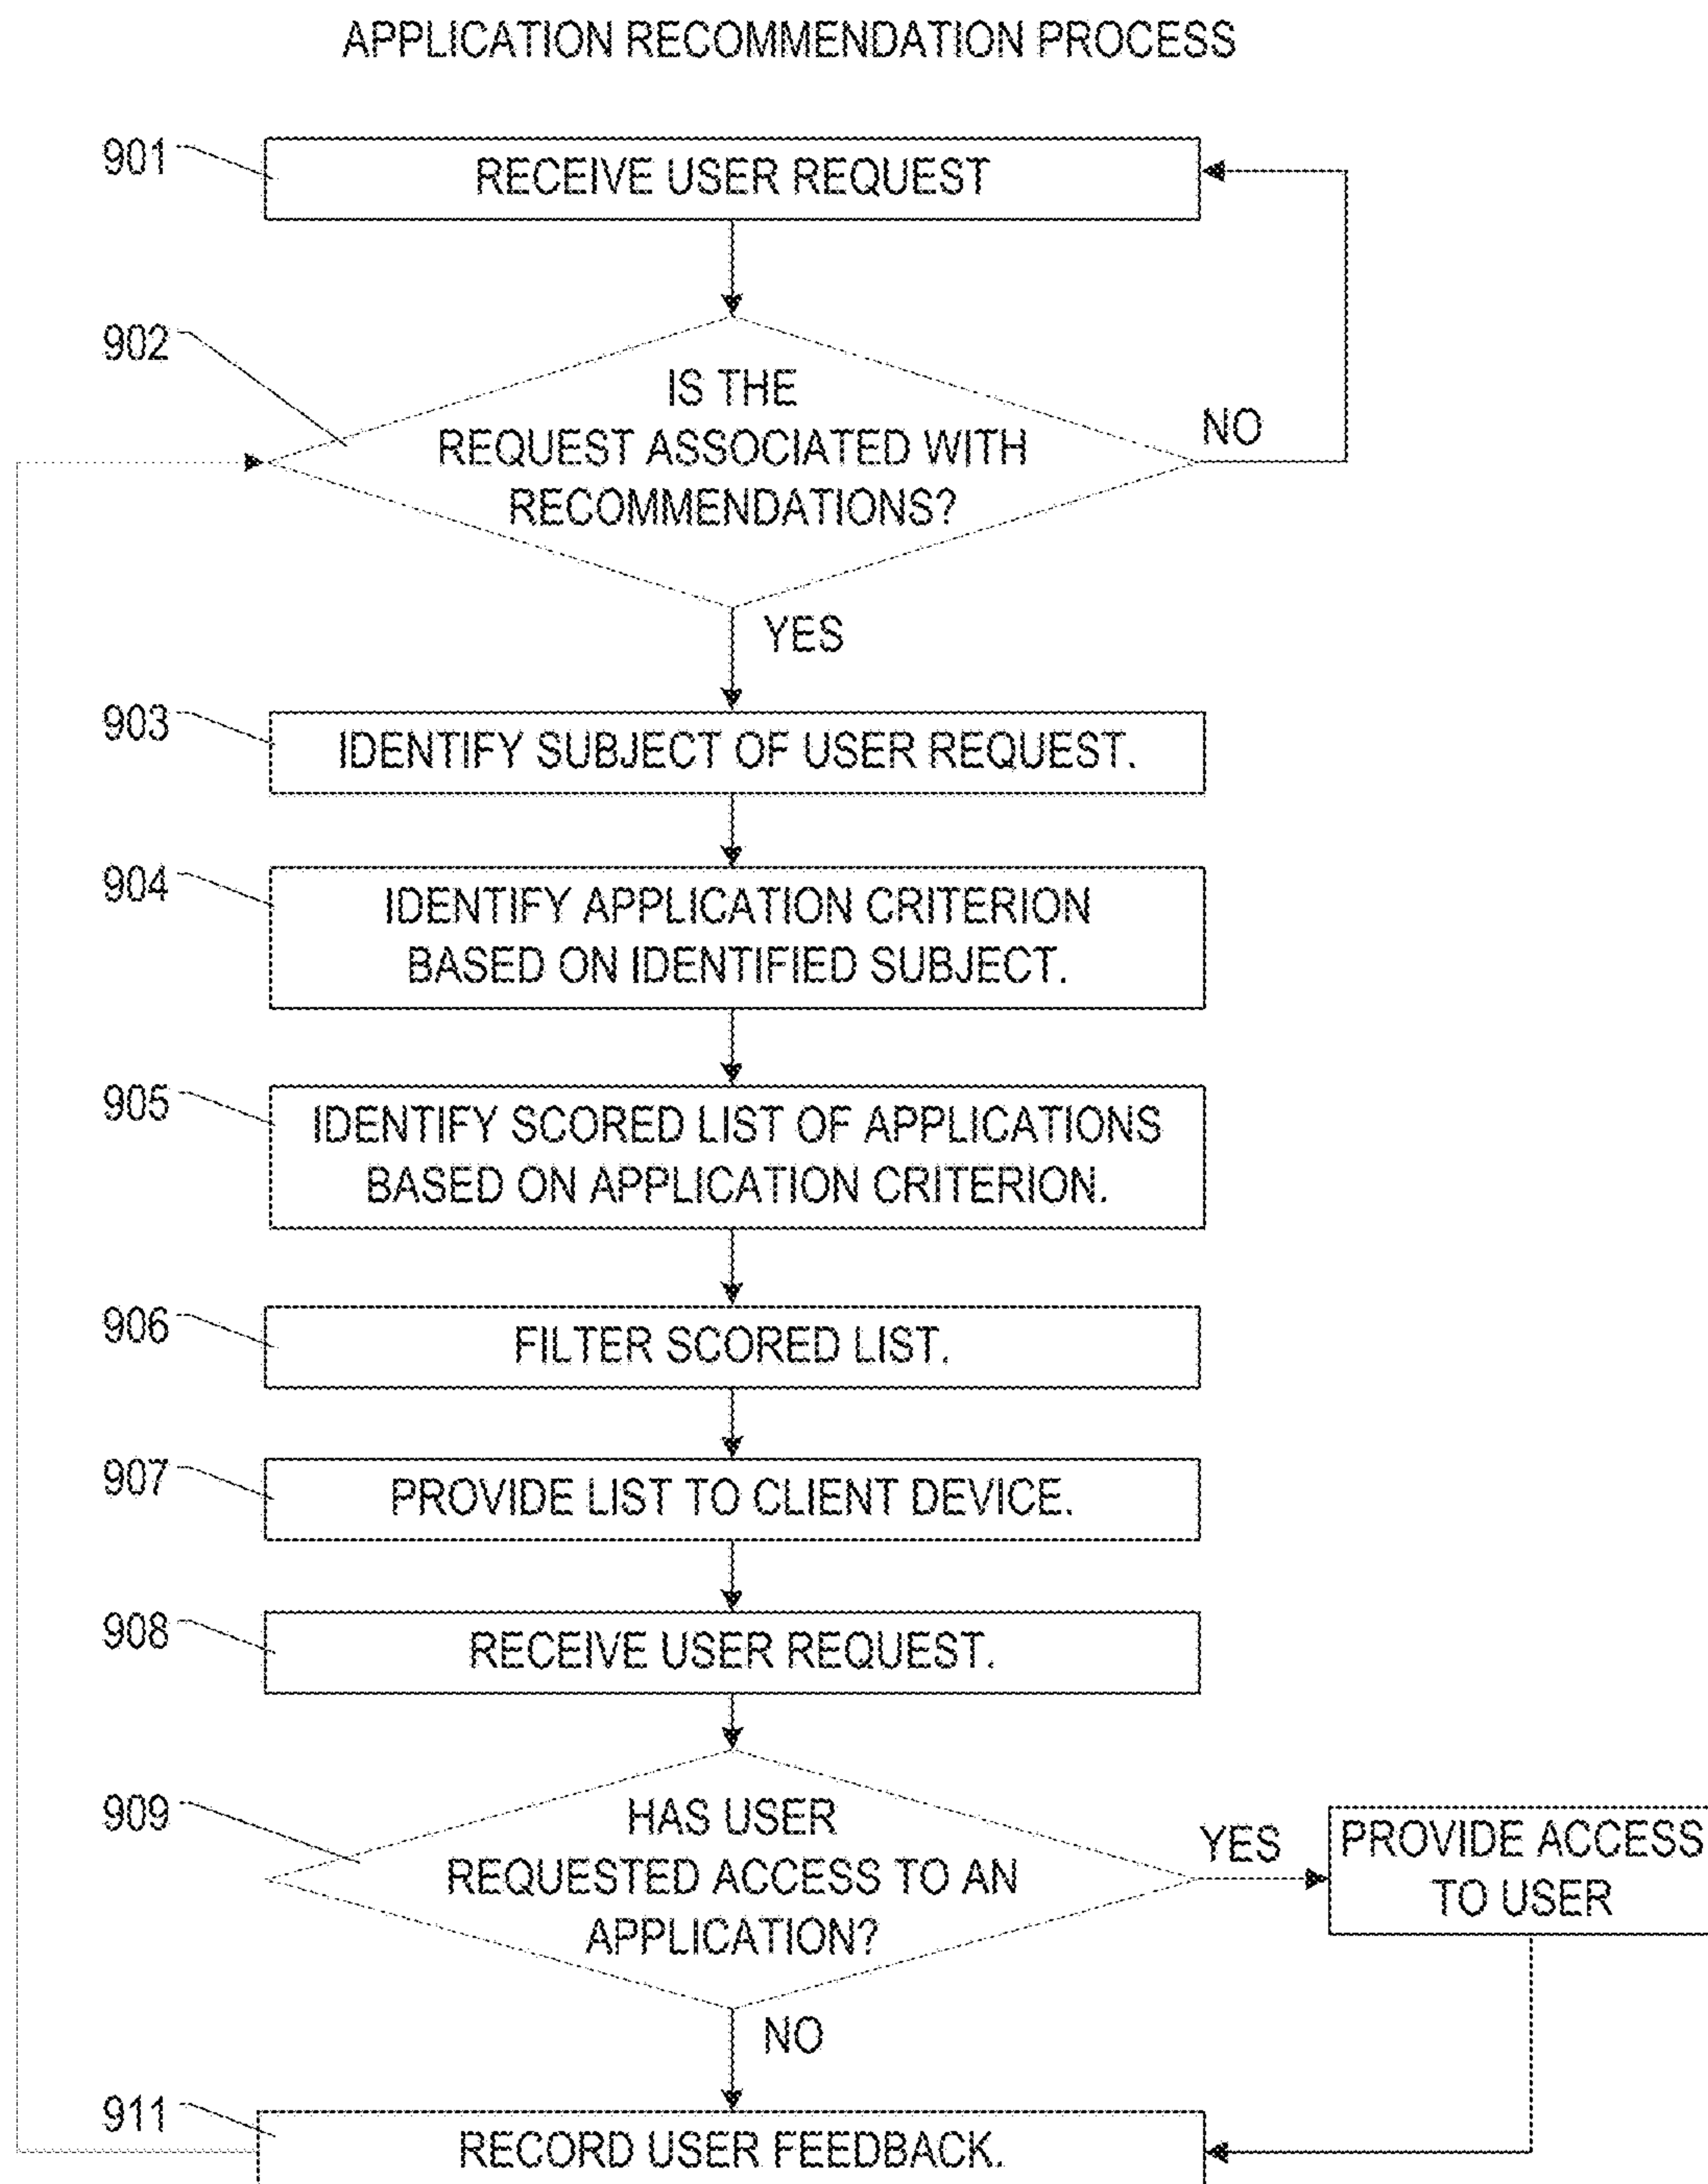 APPLICATION RECOMMENDATION PROCESS
901
RECEIVE USER REQUEST
902
IS THE
REQUEST ASSOCIATED WITH
RECOMMENDATIONS?
NO
YES
903
IDENTIFY SUBJECT OF USER REQUEST.
904
IDENTIFY APPLICATION CRITERION
BASED ON IDENTIFIED SUBJECT.
905
IDENTIFY SCORED LIST OF APPLICATIONS
BASED ON APPLICATION CRITERION.
906
FILTER SCORED LIST.
907
PROVIDE LIST TO CLIENT DEVICE.
908
RECEIVE USER REQUEST.
909
HAS USER
REQUESTED ACCESS TO AN
APPLICATION?
YES
PROVIDE ACCESS
TO USER
NO
911
RECORD USER FEEDBACK.